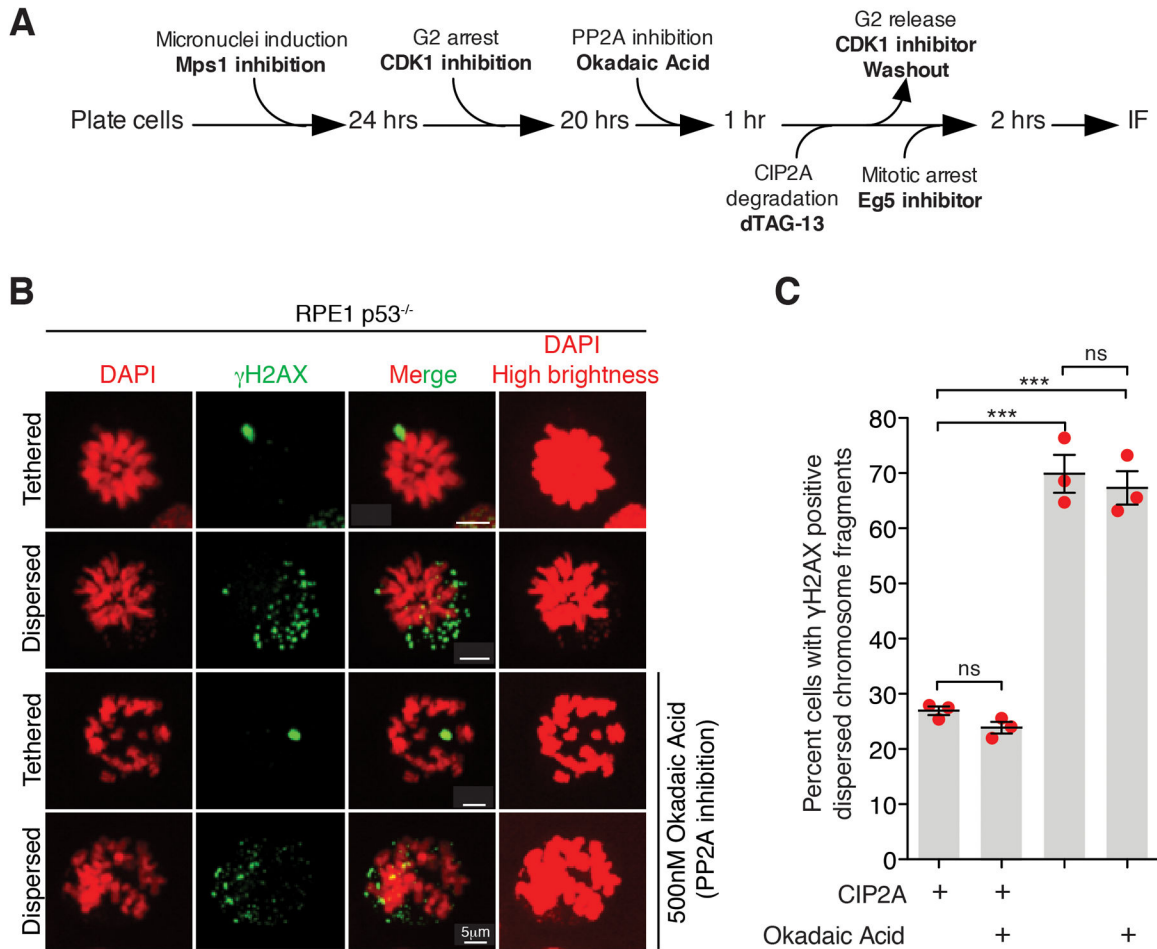 A
Micronuclei induction
Mps1 inhibition
G2 arrest
CDK1 inhibition
PP2A inhibition
Okadaic Acid
G2 release
CDK1 inhibitor
Washout
Plate cells
24 hrs
20 hrs
1 hr
2 hrs
IF
CIP2A
degradation
dTAG-13
Mitotic arrest
Eg5 inhibitor
B
RPE1 p53-/-
DAPI
γH2AX
Merge
DAPI
High brightness
Tethered
Dispersed
Tethered
Dispersed
5μm
500nM Okadaic Acid
(PP2A inhibition)
C
Percent cells with γH2AX positive
dispersed chromosome fragments
80
70
60
50
40
30
20
10
0
ns
***
***
ns
CIP2A + +
Okadaic Acid + +